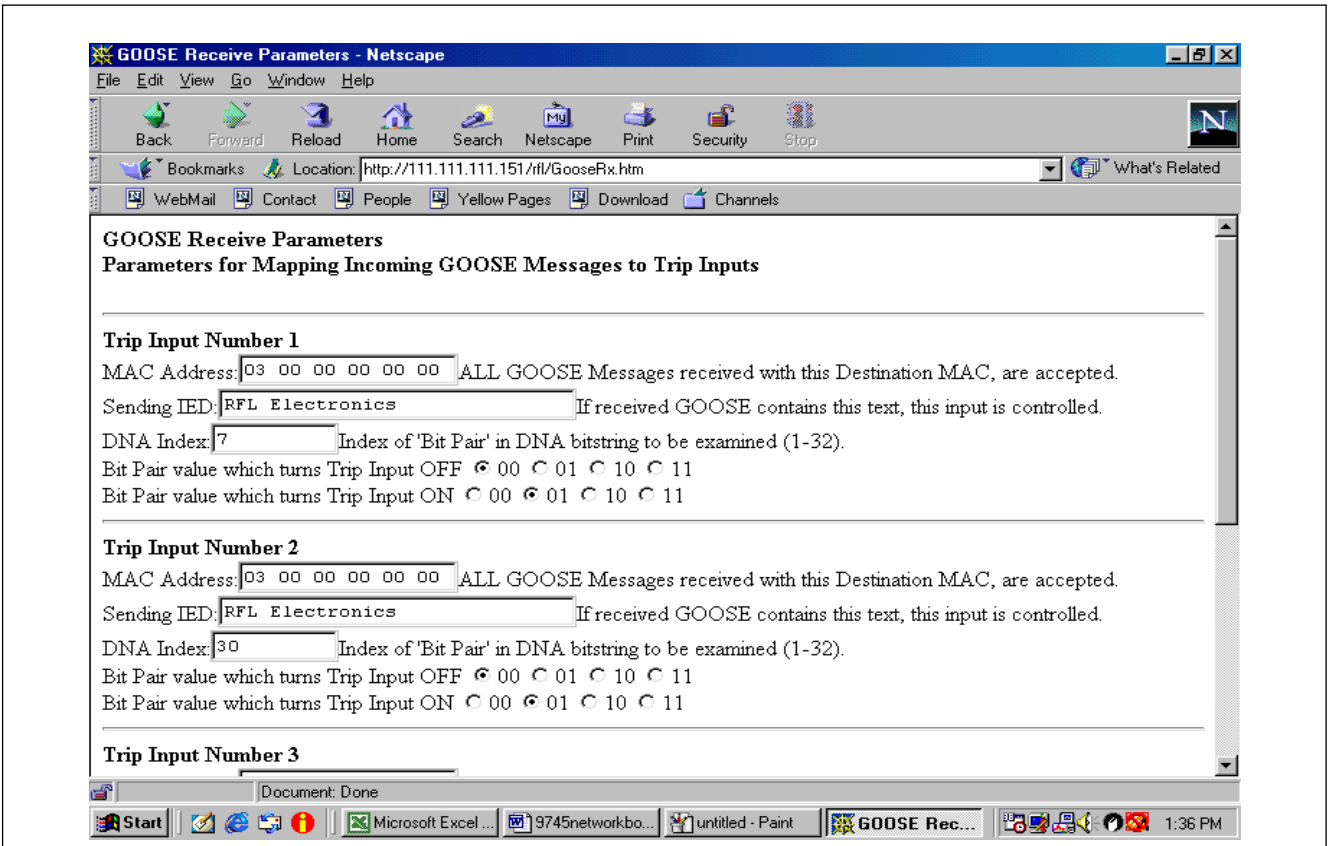 GOOSE Receive Parameters - Netscape
File Edit View Go Window Help
Back Forward Reload Home Search Netscape Print Security Stop
My
N
Bookmarks Location: http://111.111.111.151/rfl/GooseRx.htm What's Related
WebMail Contact People Yellow Pages Download Channels
GOOSE Receive Parameters
Parameters for Mapping Incoming GOOSE Messages to Trip Inputs
Trip Input Number 1
MAC Address: 03 00 00 00 00 00 ALL GOOSE Messages received with this Destination MAC, are accepted.
Sending IED: RFL Electronics If received GOOSE contains this text, this input is controlled.
DNA Index: 7 Index of 'Bit Pair' in DNA bitstring to be examined (1-32).
Bit Pair value which turns Trip Input OFF 00 01 10 11
Bit Pair value which turns Trip Input ON 00 01 10 11
Trip Input Number 2
MAC Address: 03 00 00 00 00 00 ALL GOOSE Messages received with this Destination MAC, are accepted.
Sending IED: RFL Electronics If received GOOSE contains this text, this input is controlled.
DNA Index: 30 Index of 'Bit Pair' in DNA bitstring to be examined (1-32).
Bit Pair value which turns Trip Input OFF 00 01 10 11
Bit Pair value which turns Trip Input ON 00 01 10 11
Trip Input Number 3
Document: Done
Start Microsoft Excel ... 9745networkbo... untitled - Paint GOOSE Rec... 1:36 PM